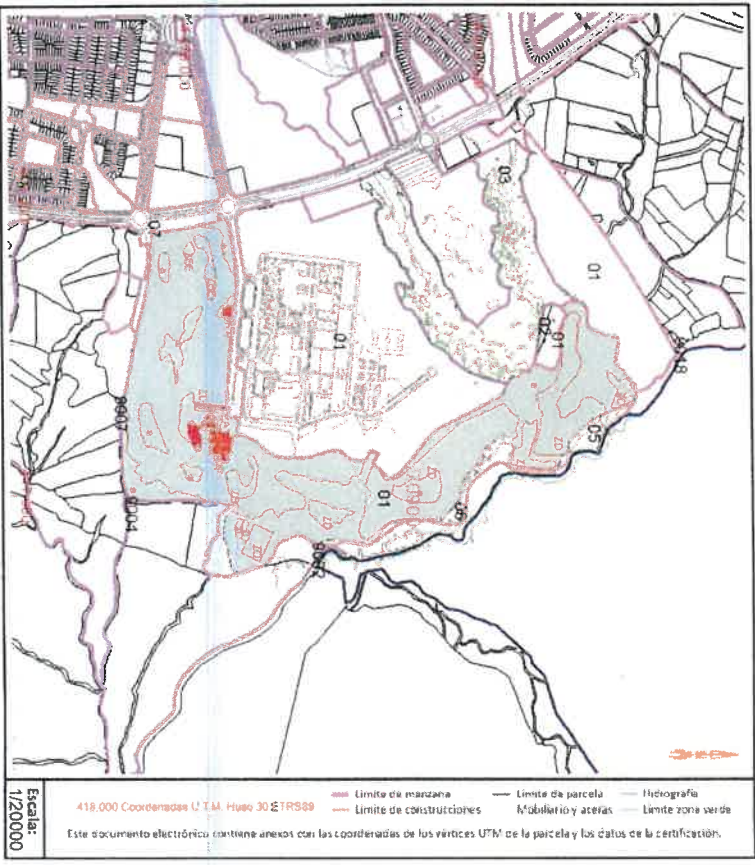 03
01
07
01
02
01
05
9007
9004
01
06
Escala:
1/20000
418,000 Coordenadas U.T.M. Huso 30 ETRS89
Límite de manzana
Límite de parcela
Hidrografía
Límite de construcciones
Mobiliario y aceras
Límite zona verde
Este documento electrónico contiene anexos con las coordenadas de los vértices UTM de la parcela y los datos de la certificación.